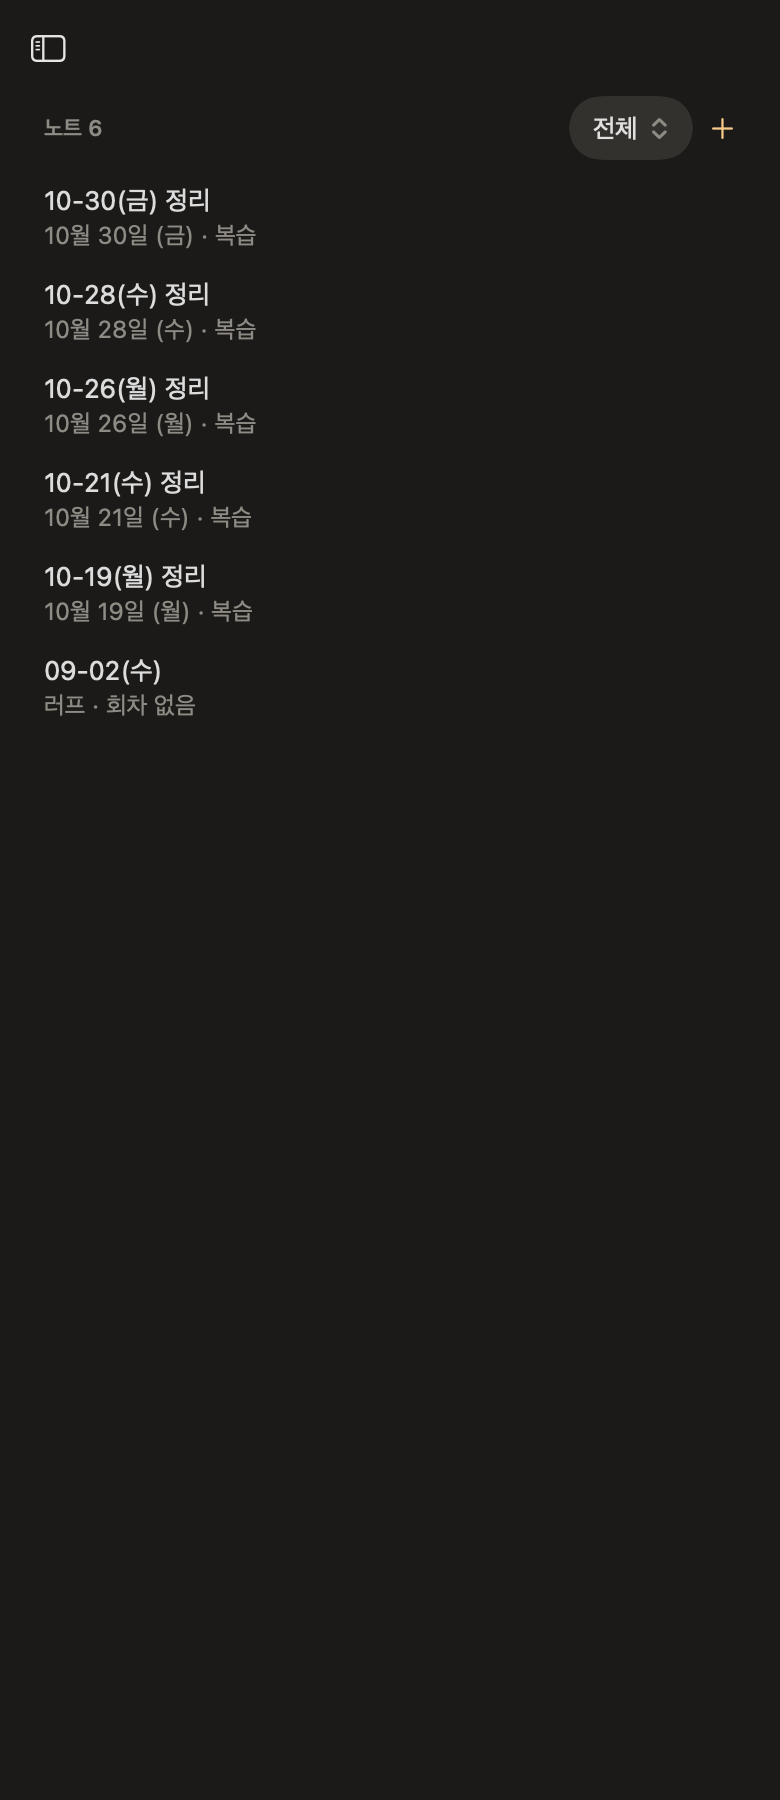 노트 6
전체
10-30(금) 정리
10월 30일 (금) · 복습
10-28(수) 정리
10월 28일 (수) · 복습
10-26(월) 정리
10월 26일 (월) · 복습
10-21(수) 정리
10월 21일 (수) · 복습
10-19(월) 정리
10월 19일 (월) · 복습
09-02(수)
러프 · 회차 없음